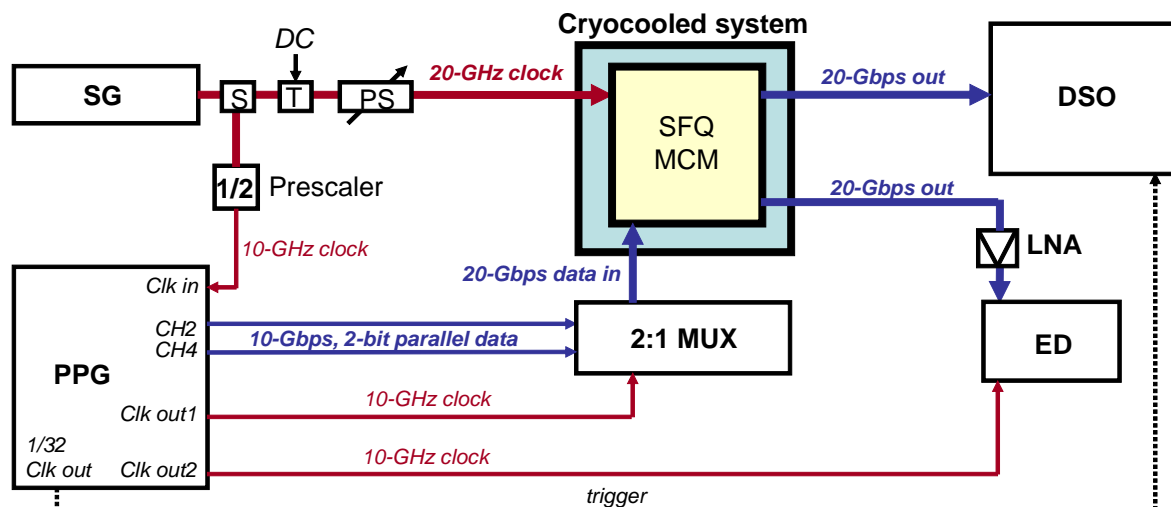 Cryocooled system
DC
SG
S
T
PS
20-GHz clock
SFQ
MCM
20-Gbps out
DSO
1/2
Prescaler
20-Gbps out
LNA
10-GHz clock
20-Gbps data in
Clk in
CH2
CH4
10-Gbps, 2-bit parallel data
2:1 MUX
ED
PPG
Clk out1
10-GHz clock
1/32
Clk out
Clk out2
10-GHz clock
trigger